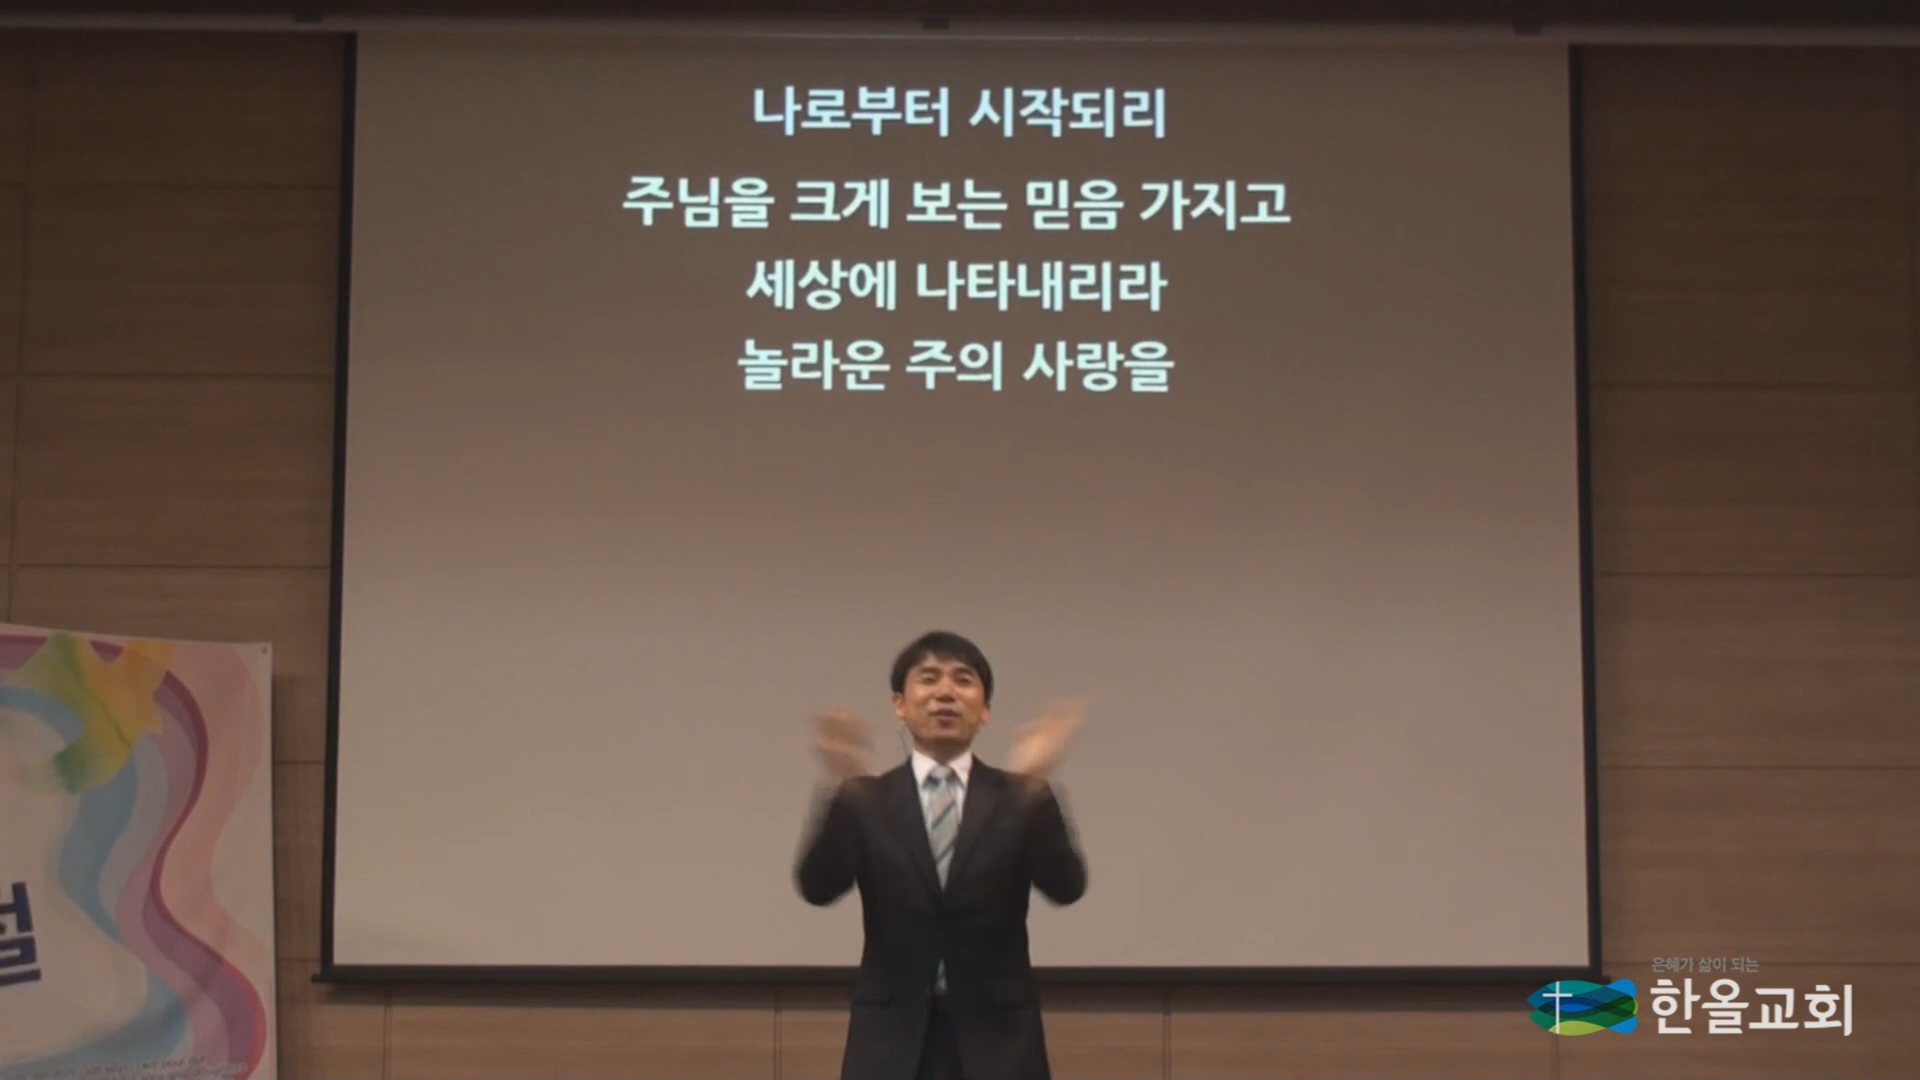 나로부터 시작되리
주님을 크게 보는 믿음 가지고
세상에 나타내리라
놀라운 주의 사랑을
은혜가 삶이 되는
한올교회